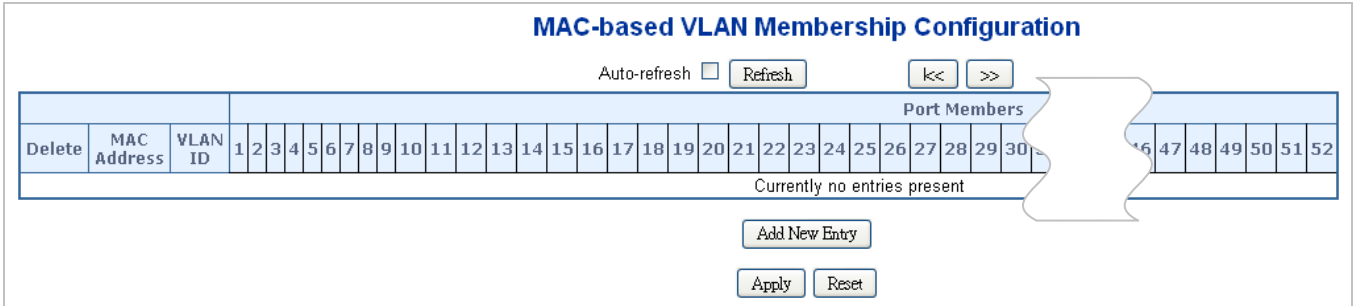 MAC-based VLAN Membership Configuration
Auto-refresh Refresh |<< >>
Port Members
Delete MAC Address VLAN ID 1 2 3 4 5 6 7 8 9 10 11 12 13 14 15 16 17 18 19 20 21 22 23 24 25 26 27 28 29 30 47 48 49 50 51 52
Currently no entries present
Add New Entry
Apply Reset